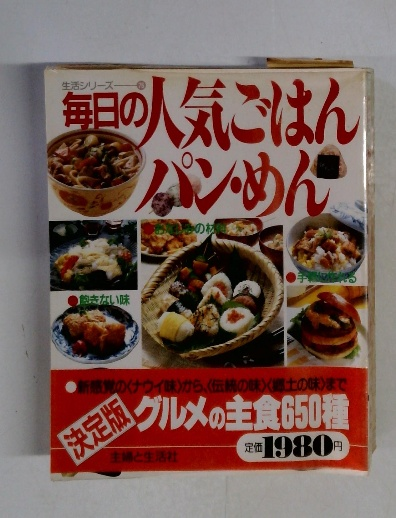 生活シリーズ
毎日の人気ごはん
パン・めん
●飽きない味
●新感覚の〈ナウイ味〉から、〈伝統の味〉〈郷土の味〉まで
決定版
グルメの主食650種
主婦と生活社
定価1980円